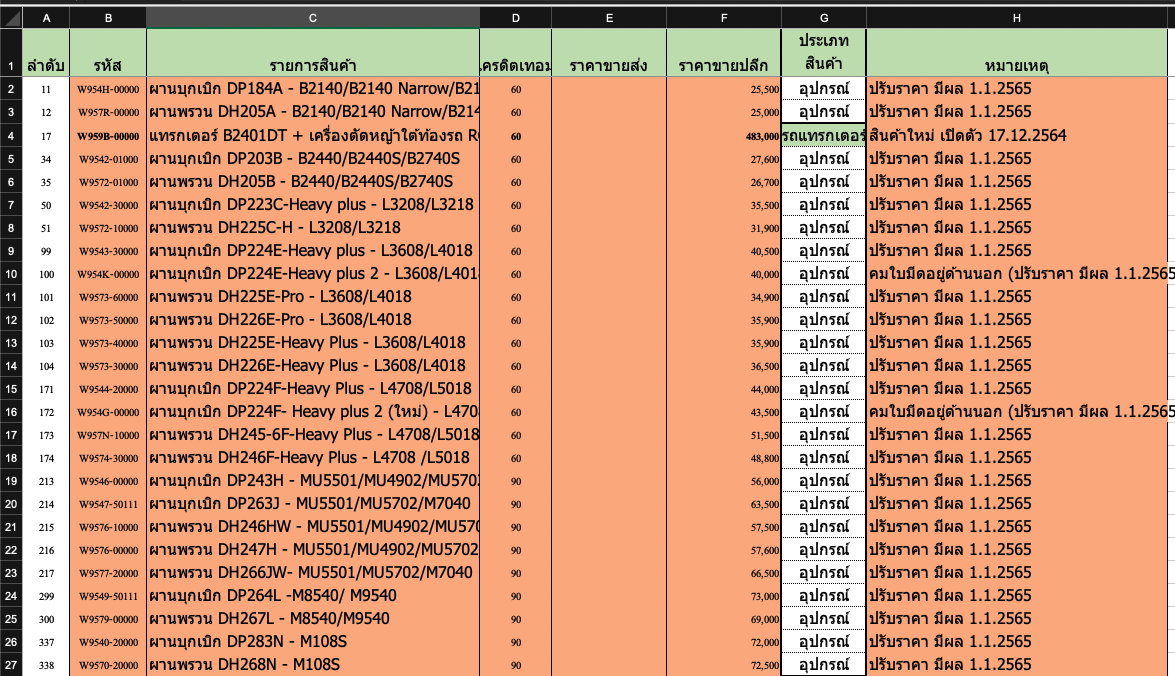 A B C D E F G H
1 ลำดับ รหัส รายการสินค้า ครดิตเทอม ราคาขายส่ง ราคาขายปลีก ประเภท สินค้า หมายเหตุ
2 11 W954H-00000 ผานบุกเบิก DP184A - B2140/B2140 Narrow/B21 60 25,500 อุปกรณ์ ปรับราคา มีผล 1.1.2565
3 12 W957R-00000 ผานพรวน DH205A - B2140/B2140 Narrow/B214 60 25,000 อุปกรณ์ ปรับราคา มีผล 1.1.2565
4 17 W959B-00000 แทรกเตอร์ B2401DT + เครื่องตัดหญ้าใต้ท้องรถ 60 483,000 รถแทรกเตอร์ สินค้าใหม่ เปิดตัว 17.12.2564
5 34 W9542-01000 ผานบุกเบิก DP203B - B2440/B2440S/B2740S 60 27,600 อุปกรณ์ ปรับราคา มีผล 1.1.2565
6 35 W9572-01000 ผานพรวน DH205B - B2440/B2440S/B2740S 60 26,700 อุปกรณ์ ปรับราคา มีผล 1.1.2565
7 50 W9542-30000 ผานบุกเบิก DP223C-Heavy plus - L3208/L3218 60 35,500 อุปกรณ์ ปรับราคา มีผล 1.1.2565
8 51 W9572-10000 ผานพรวน DH225C-H - L3208/L3218 60 31,900 อุปกรณ์ ปรับราคา มีผล 1.1.2565
9 99 W9543-30000 ผานบุกเบิก DP224E-Heavy plus - L3608/L4018 60 40,500 อุปกรณ์ ปรับราคา มีผล 1.1.2565
10 100 W954K-00000 ผานบุกเบิก DP224E-Heavy plus 2 - L3608/L401 60 40,000 อุปกรณ์ คมใบมีดอยู่ด้านนอก (ปรับราคา มีผล 1.1.2565
11 101 W9573-60000 ผานพรวน DH225E-Pro - L3608/L4018 60 34,900 อุปกรณ์ ปรับราคา มีผล 1.1.2565
12 102 W9573-50000 ผานพรวน DH226E-Pro - L3608/L4018 60 35,900 อุปกรณ์ ปรับราคา มีผล 1.1.2565
13 103 W9573-40000 ผานพรวน DH225E-Heavy Plus - L3608/L4018 60 35,900 อุปกรณ์ ปรับราคา มีผล 1.1.2565
14 104 W9573-30000 ผานพรวน DH226E-Heavy Plus - L3608/L4018 60 36,500 อุปกรณ์ ปรับราคา มีผล 1.1.2565
15 171 W9544-20000 ผานบุกเบิก DP224F-Heavy Plus - L4708/L5018 60 44,000 อุปกรณ์ ปรับราคา มีผล 1.1.2565
16 172 W954G-00000 ผานบุกเบิก DP224F- Heavy plus 2 (ใหม่) - L470 60 43,500 อุปกรณ์ คมใบมีดอยู่ด้านนอก (ปรับราคา มีผล 1.1.2565
17 173 W957N-10000 ผานพรวน DH245-6F-Heavy Plus - L4708/L5018 60 51,500 อุปกรณ์ ปรับราคา มีผล 1.1.2565
18 174 W9574-30000 ผานพรวน DH246F-Heavy Plus - L4708 /L5018 60 48,800 อุปกรณ์ ปรับราคา มีผล 1.1.2565
19 213 W9546-00000 ผานบุกเบิก DP243H - MU5501/MU4902/MU570 90 56,000 อุปกรณ์ ปรับราคา มีผล 1.1.2565
20 214 W9547-50111 ผานบุกเบิก DP263J - MU5501/MU5702/M7040 90 63,500 อุปกรณ์ ปรับราคา มีผล 1.1.2565
21 215 W9576-10000 ผานพรวน DH246HW - MU5501/MU4902/MU570 90 57,500 อุปกรณ์ ปรับราคา มีผล 1.1.2565
22 216 W9576-00000 ผานพรวน DH247H - MU5501/MU4902/MU5702 90 57,600 อุปกรณ์ ปรับราคา มีผล 1.1.2565
23 217 W9577-20000 ผานพรวน DH266JW- MU5501/MU5702/M7040 90 66,500 อุปกรณ์ ปรับราคา มีผล 1.1.2565
24 299 W9549-50111 ผานบุกเบิก DP264L -M8540/ M9540 90 73,000 อุปกรณ์ ปรับราคา มีผล 1.1.2565
25 300 W9579-00000 ผานพรวน DH267L - M8540/M9540 90 69,000 อุปกรณ์ ปรับราคา มีผล 1.1.2565
26 337 W9540-20000 ผานบุกเบิก DP283N - M108S 90 72,000 อุปกรณ์ ปรับราคา มีผล 1.1.2565
27 338 W9570-20000 ผานพรวน DH268N - M108S 90 72,500 อุปกรณ์ ปรับราคา มีผล 1.1.2565